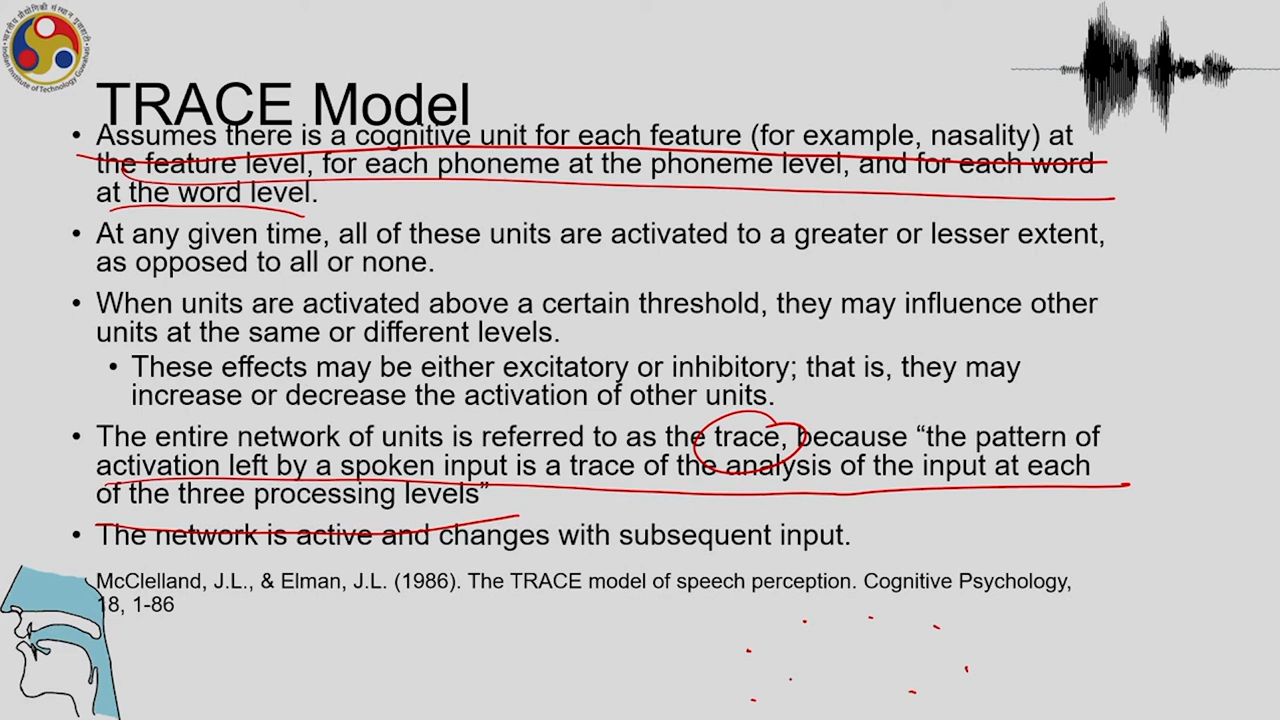 TRACE Model
• Assumes there is a cognitive unit for each feature (for example, nasality) at
the feature level, for each phoneme at the phoneme level, and for each word
at the word level.
• At any given time, all of these units are activated to a greater or lesser extent,
as opposed to all or none.
• When units are activated above a certain threshold, they may influence other
units at the same or different levels.
• These effects may be either excitatory or inhibitory; that is, they may
increase or decrease the activation of other units.
• The entire network of units is referred to as the trace, because “the pattern of
activation left by a spoken input is a trace of the analysis of the input at each
of the three processing levels”
• The network is active and changes with subsequent input.
McClelland, J.L., & Elman, J.L. (1986). The TRACE model of speech perception. Cognitive Psychology,
18, 1-86